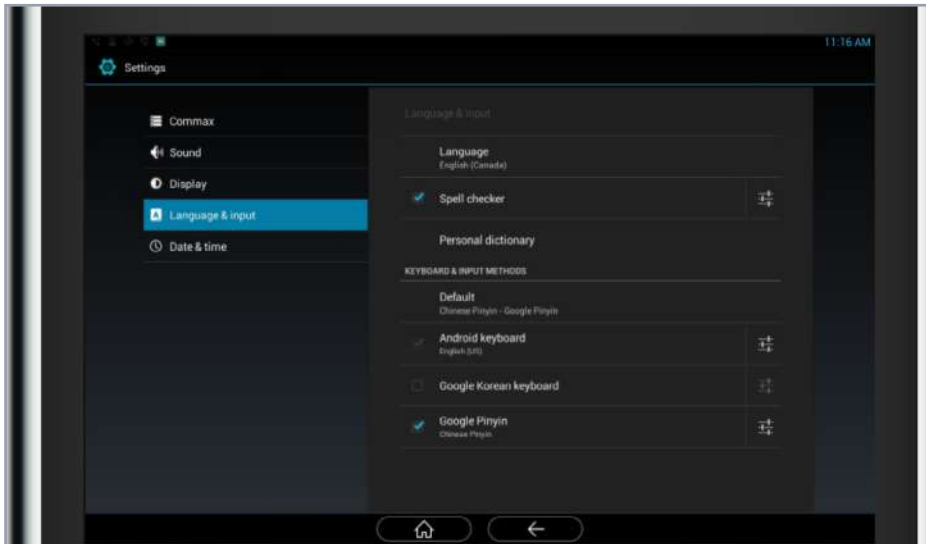 11:16 AM
Settings
Commax
Sound
Display
Language & input
Date & time
Language & input
Language
English (Canada)
Spell checker
Personal dictionary
KEYBOARD & INPUT METHODS
Default
Chinese Pinyin - Google Pinyin
Android keyboard
English (US)
Google Korean keyboard
Google Pinyin
Chinese Pinyin